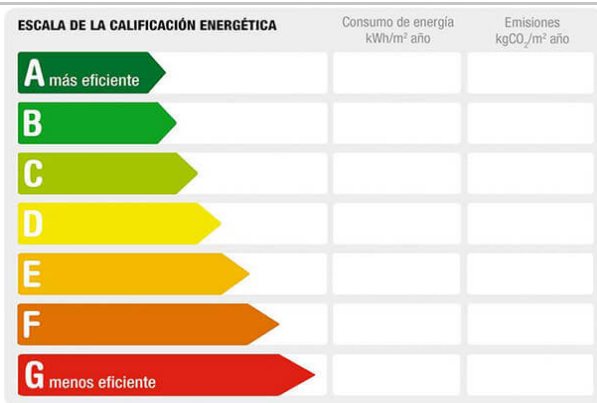 ESCALA DE LA CALIFICACIÓN ENERGÉTICA
Consumo de energía
kWh/m² año
Emisiones
kgCO₂/m² año
A más eficiente
B
C
D
E
F
G menos eficiente